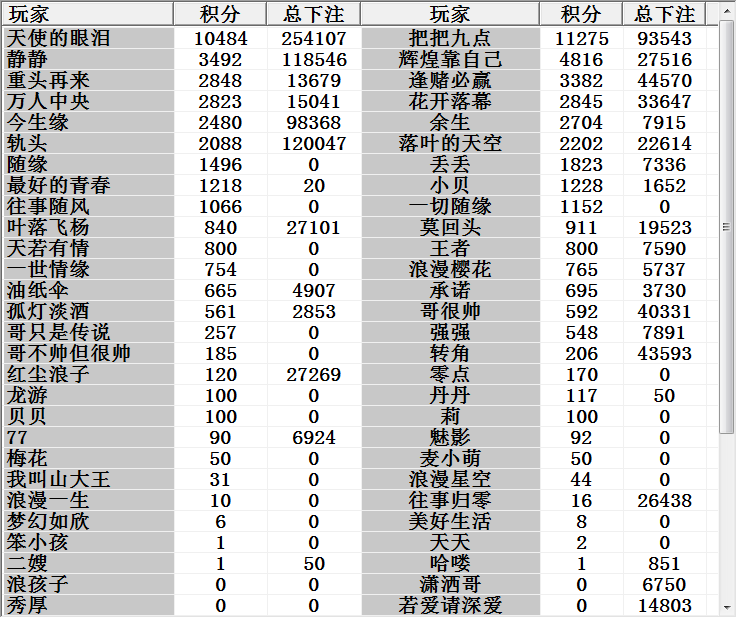 玩家 积分 总下注 玩家 积分 总下注
天使的眼泪 10484 254107 把把九点 11275 93543
静静 3492 118546 辉煌靠自己 4816 27516
重头再来 2848 13679 逢赌必赢 3382 44570
万人中央 2823 15041 花开落幕 2845 33647
今生缘 2480 98368 余生 2704 7915
轨头 2088 120047 落叶的天空 2202 22614
随缘 1496 0 丢丢 1823 7336
最好的青春 1218 20 小贝 1228 1652
往事随风 1066 0 一切随缘 1152 0
叶落飞杨 840 27101 莫回头 911 19523
天若有情 800 0 王者 800 7590
一世情缘 754 0 浪漫樱花 765 5737
油纸伞 665 4907 承诺 695 3730
孤灯淡酒 561 2853 哥很帅 592 40331
哥只是传说 257 0 强强 548 7891
哥不帅但很帅 185 0 转角 206 43593
红尘浪子 120 27269 零点 170 0
龙游 100 0 丹丹 117 50
贝贝 100 0 莉 100 0
77 90 6924 魅影 92 0
梅花 50 0 麦小萌 50 0
我叫山大王 31 0 浪漫星空 44 0
浪漫一生 10 0 往事归零 16 26438
梦幻如欣 6 0 美好生活 8 0
笨小孩 1 0 天天 2 0
二嫂 1 50 哈喽 1 851
浪孩子 0 0 潇洒哥 0 6750
秀厚 0 0 若爱请深爱 0 14803